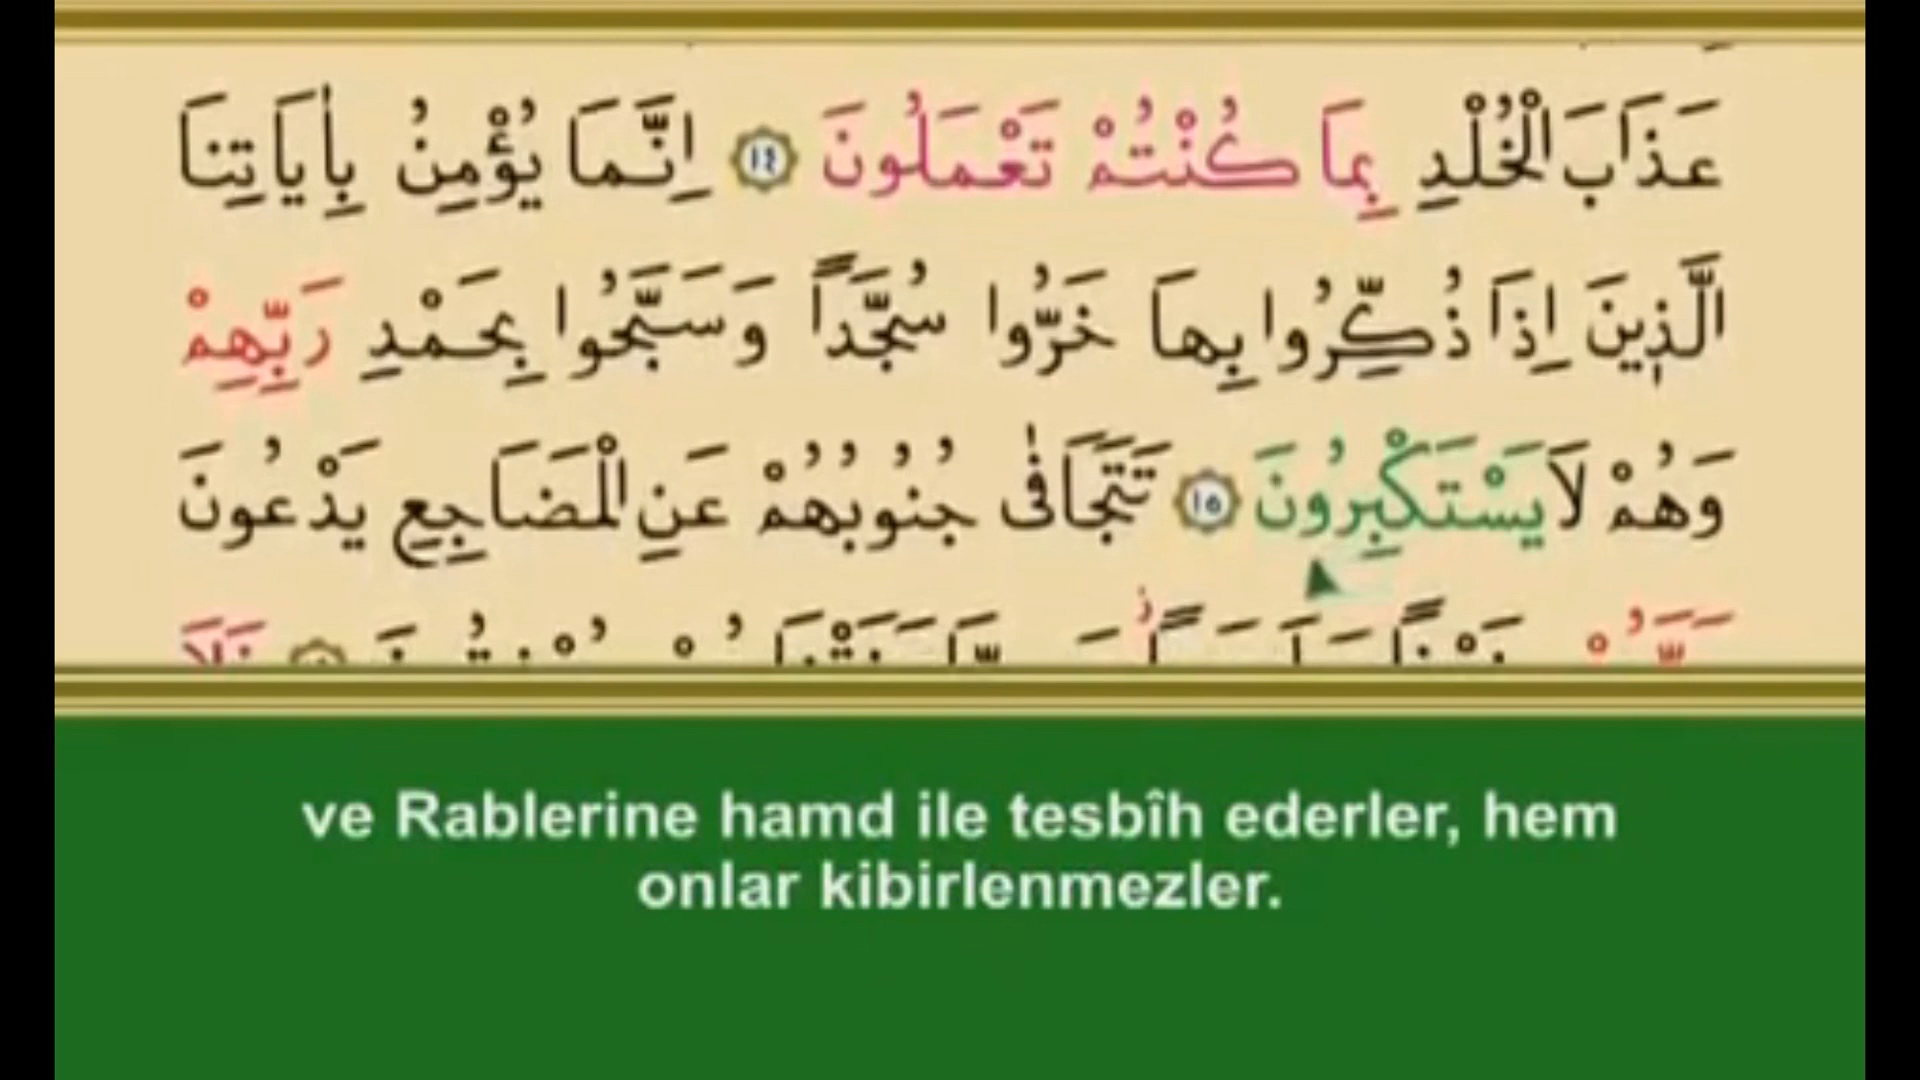 عَذَابَ الْخُلْدِ بِمَا كُنْتُمْ تَعْمَلُونَ ١٤ اِنَّمَا يُؤْمِنُ بِاٰيَاتِنَا
الَّذ۪ينَ اِذَا ذُكِّرُوا بِهَا خَرُّوا سُجَّداً وَسَبَّحُوا بِحَمْدِ رَبِّهِمْ
وَهُمْ لَا يَسْتَكْبِرُونَ ١٥ تَتَجَافٰى جُنُوبُهُمْ عَنِ الْمَضَاجِعِ يَدْعُونَ
ve Rablerine hamd ile tesbîh ederler, hem
onlar kibirlenmezler.